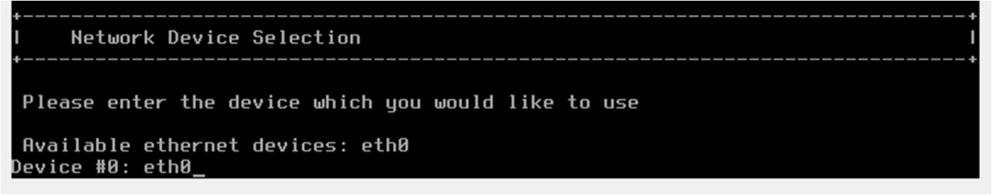 Network Device Selection
Please enter the device which you would like to use
Available ethernet devices: eth0
Device #0: eth0_